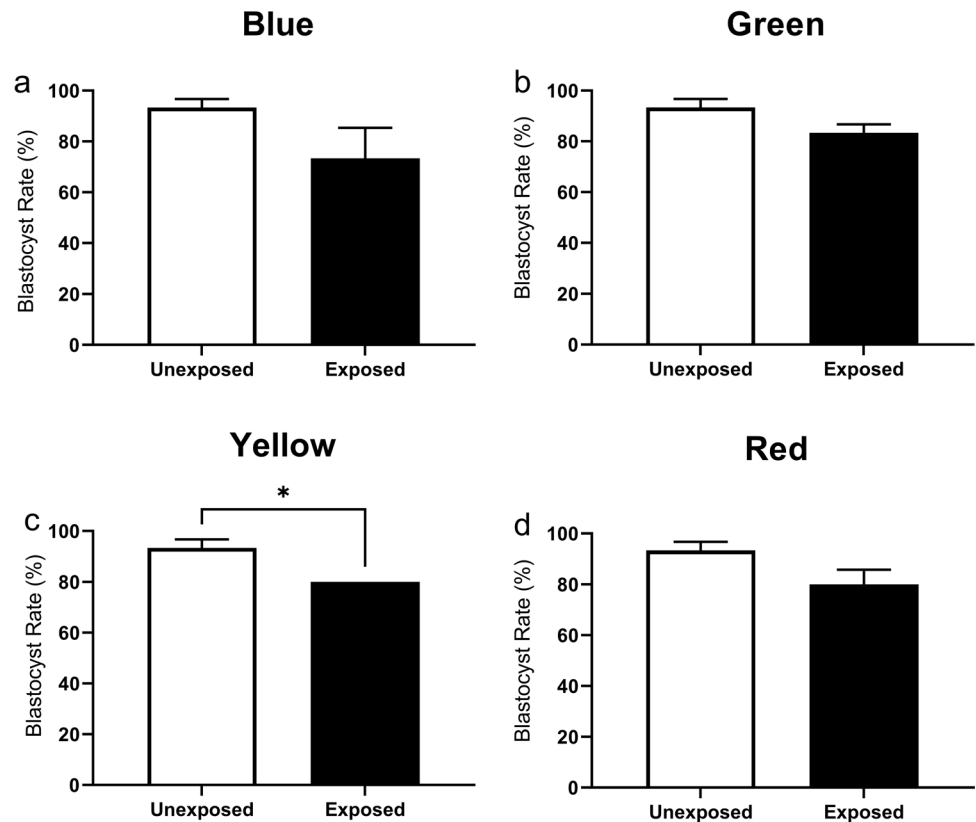 Blue
a
Blastocyst Rate (%)
100
80
60
40
20
0
Unexposed Exposed
Green
b
Blastocyst Rate (%)
100
80
60
40
20
0
Unexposed Exposed
Yellow
*
c
Blastocyst Rate (%)
100
80
60
40
20
0
Unexposed Exposed
Red
d
Blastocyst Rate (%)
100
80
60
40
20
0
Unexposed Exposed